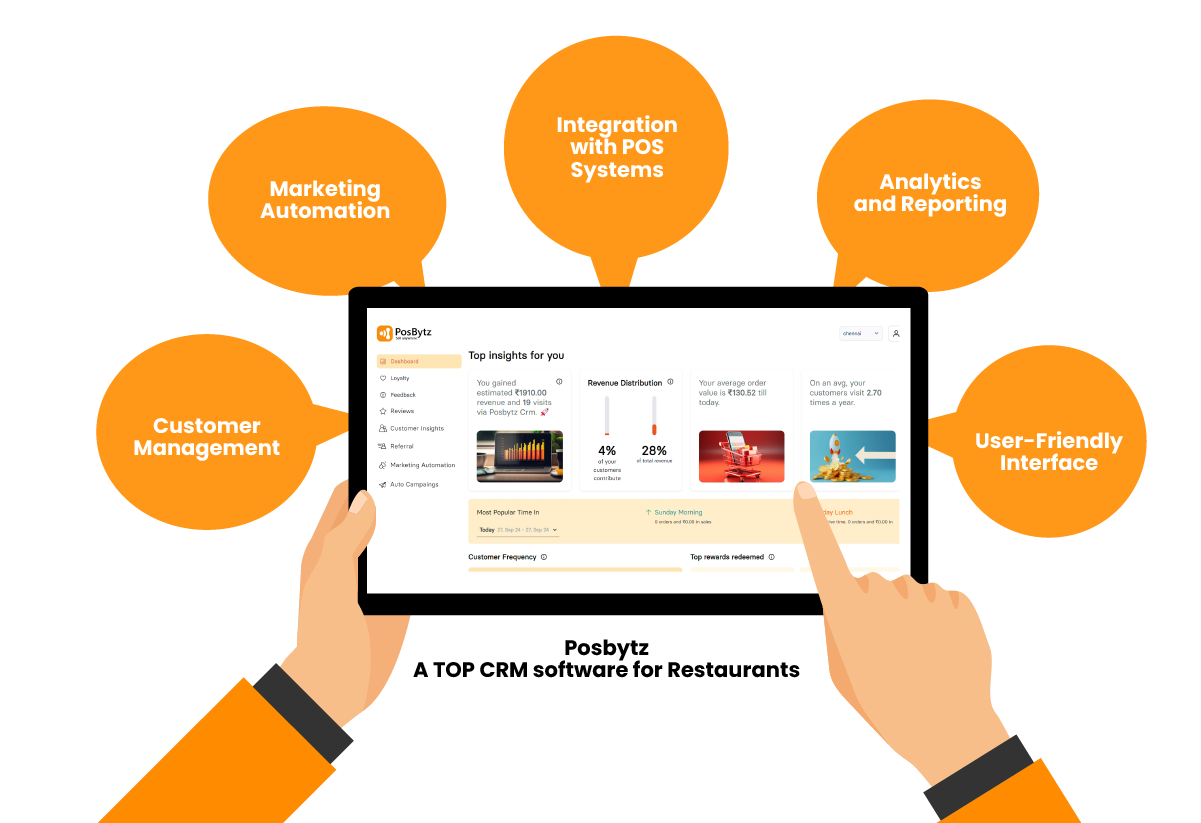 Integration
with POS
Systems
Marketing
Automation
Analytics
and Reporting
Customer
Management
User-Friendly
Interface
PosBytz
Sell anywhere
chennai
Dashboard
Loyalty
Feedback
Reviews
Customer Insights
Referral
Marketing Automation
Auto Campaings
Top insights for you
You gained
estimated ₹1910.00
revenue and 19 visits
via Posbytz Crm. 🚀
Revenue Distribution
4%
of your
customers
contribute
28%
of total revenue
Your average order
value is ₹130.52 till
today.
On an avg, your
customers visit 2.70
times a year.
Most Popular Time In
Today 27, Sep 24 - 27, Sep 24
↑ Sunday Morning
0 orders and ₹0.00 in sales
Lunch
time, 0 orders and ₹0.00 in
Customer Frequency
Top rewards redeemed
Posbytz
A TOP CRM software for Restaurants